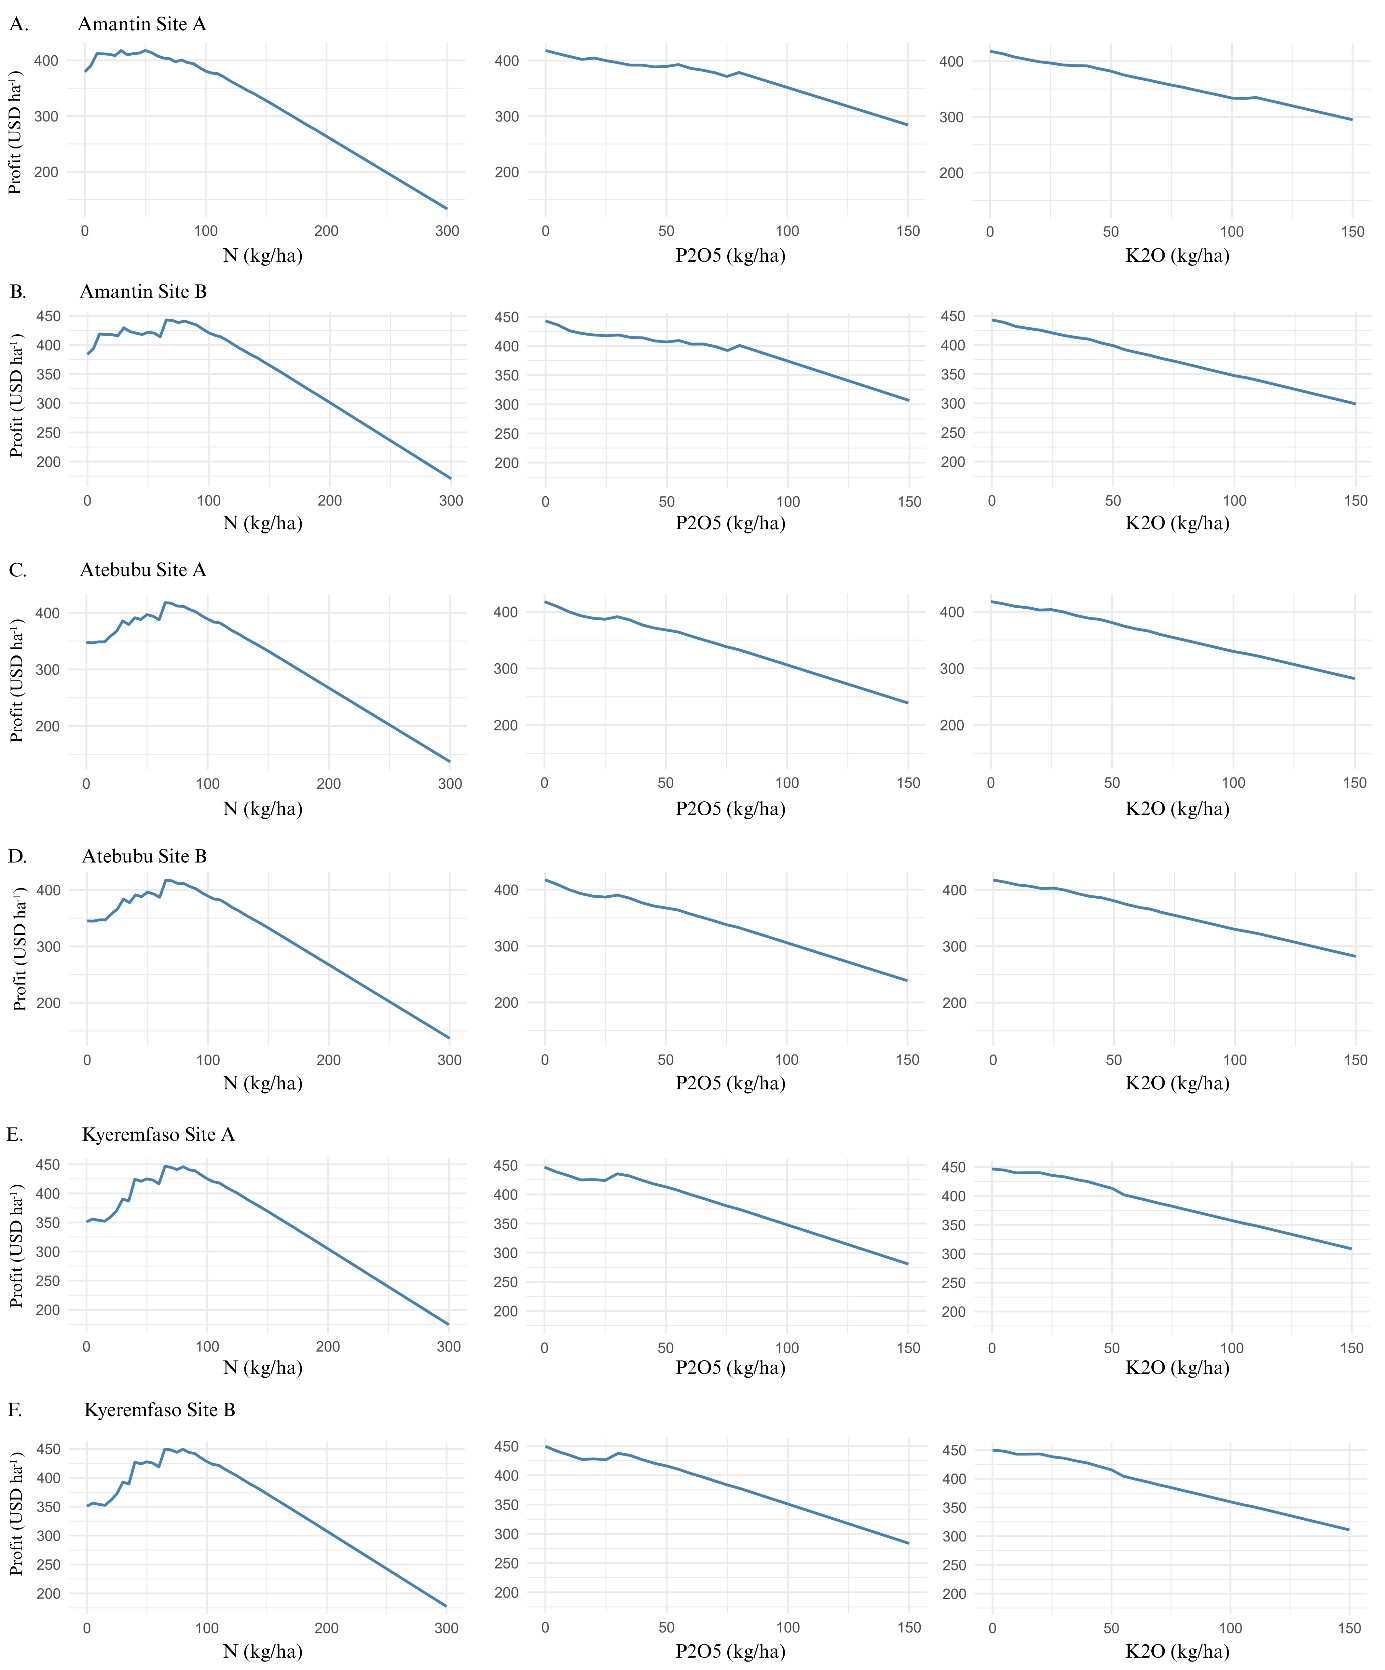 A. Amantin Site A
Profit (USD ha-1)
400
300
200
0 100 200 300
N (kg/ha)
400
300
200
0 50 100 150
P2O5 (kg/ha)
400
300
200
0 50 100 150
K2O (kg/ha)
B. Amantin Site B
Profit (USD ha-1)
450
400
350
300
250
200
0 100 200 300
N (kg/ha)
450
400
350
300
250
200
0 50 100 150
P2O5 (kg/ha)
450
400
350
300
250
200
0 50 100 150
K2O (kg/ha)
C. Atebubu Site A
Profit (USD ha-1)
400
300
200
0 100 200 300
N (kg/ha)
400
300
200
0 50 100 150
P2O5 (kg/ha)
400
300
200
0 50 100 150
K2O (kg/ha)
D. Atebubu Site B
Profit (USD ha-1)
400
300
200
0 100 200 300
N (kg/ha)
400
300
200
0 50 100 150
P2O5 (kg/ha)
400
300
200
0 50 100 150
K2O (kg/ha)
E. Kyeremfaso Site A
Profit (USD ha-1)
450
400
350
300
250
200
0 100 200 300
N (kg/ha)
450
400
350
300
250
200
0 50 100 150
P2O5 (kg/ha)
450
400
350
300
250
200
0 50 100 150
K2O (kg/ha)
F. Kyeremfaso Site B
Profit (USD ha-1)
450
400
350
300
250
200
0 100 200 300
N (kg/ha)
450
400
350
300
250
200
0 50 100 150
P2O5 (kg/ha)
450
400
350
300
250
200
0 50 100 150
K2O (kg/ha)